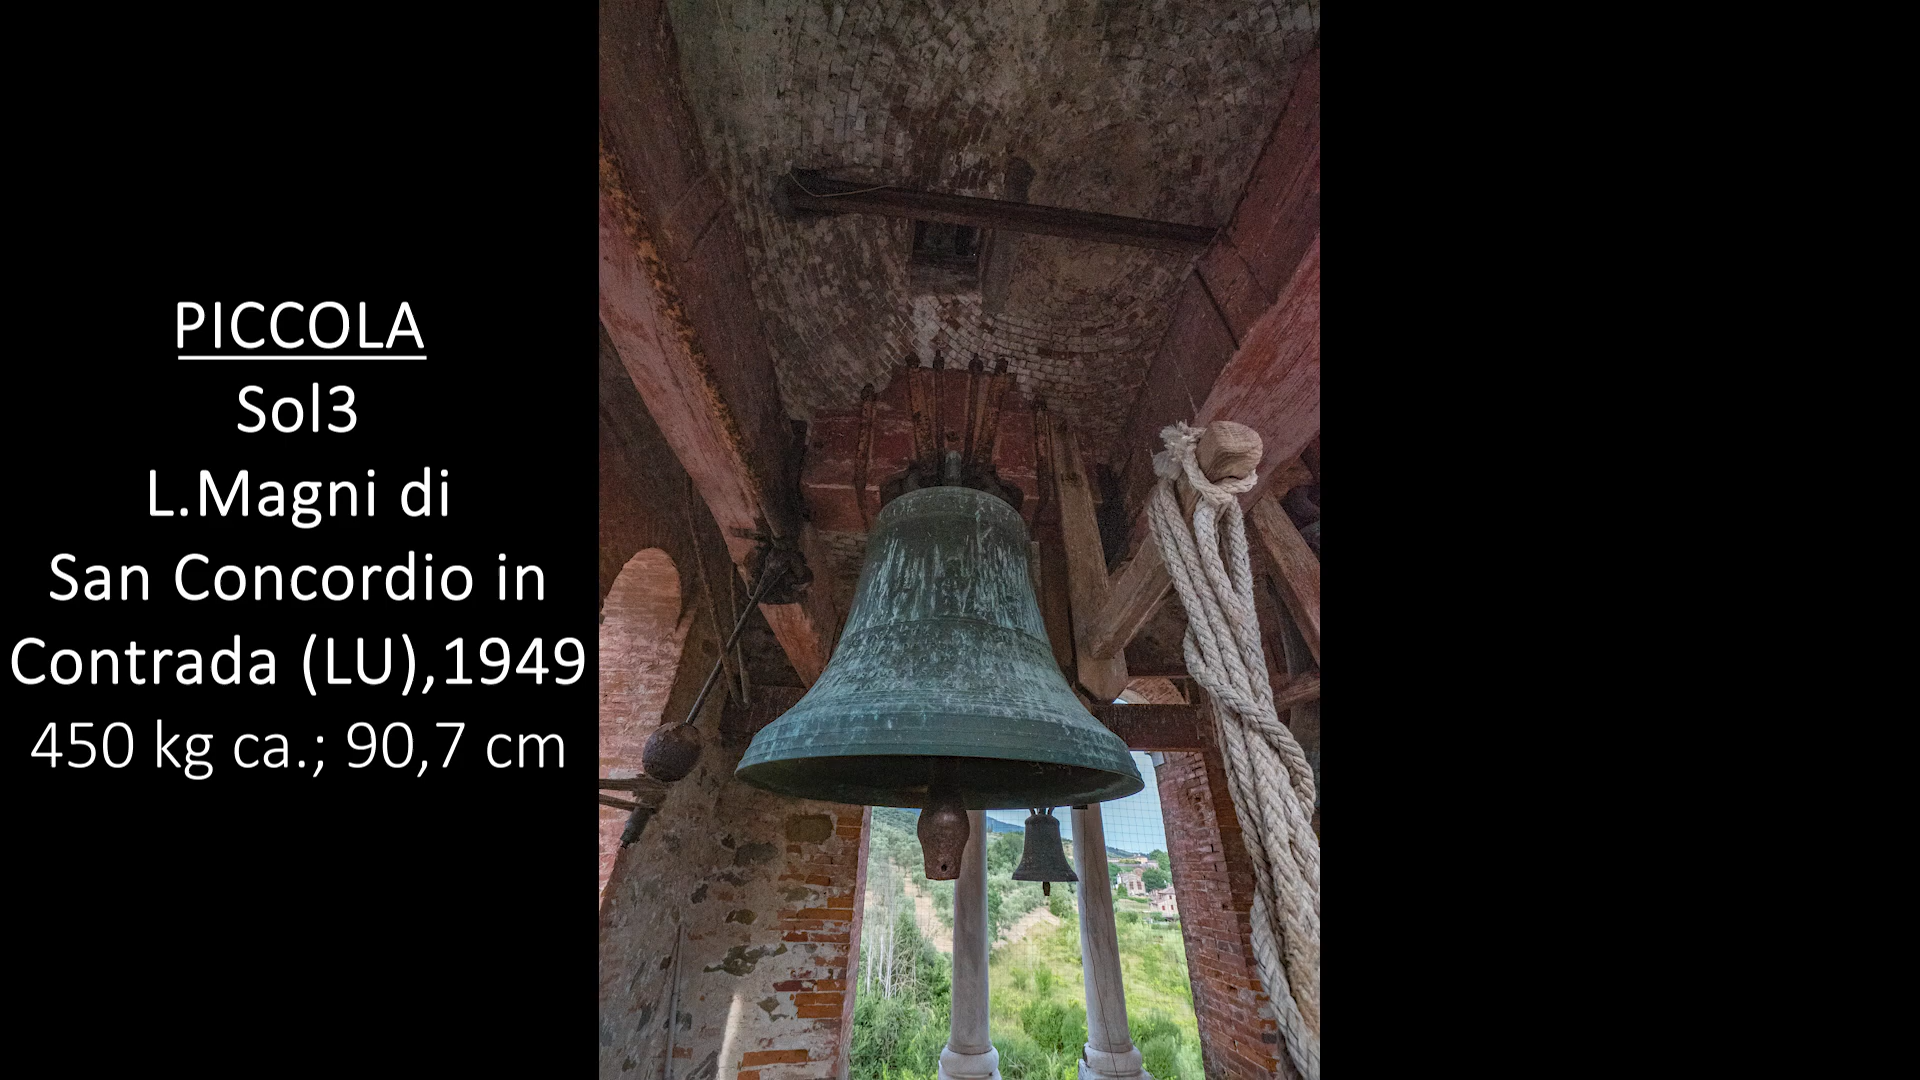 PICCOLA
Sol3
L.Magni di
San Concordio in
Contrada (LU),1949
450 kg ca.; 90,7 cm